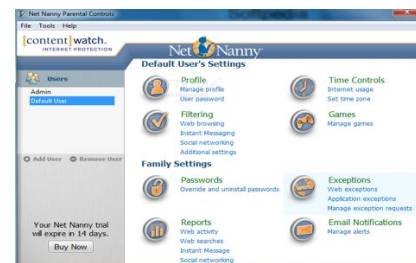 Net Nanny Parental Controls
Softpedia
File Tools Help
[content]watch.
INTERNET PROTECTION
Net Nanny
Users
Admin
Default User
Add User Remove User
Your Net Nanny trial
will expire in 14 days.
Buy Now
Default User's Settings
Profile
Manage profile
User password
Time Controls
Internet usage
Set time zone
Filtering
Web browsing
Instant Messaging
Social networking
Additional settings
Games
Manage games
Family Settings
Passwords
Override and uninstall passwords
Exceptions
Web exceptions
Application exceptions
Manage exception requests
Reports
Web activity
Web searches
Instant Message
Social networking
Email Notifications
Manage alerts